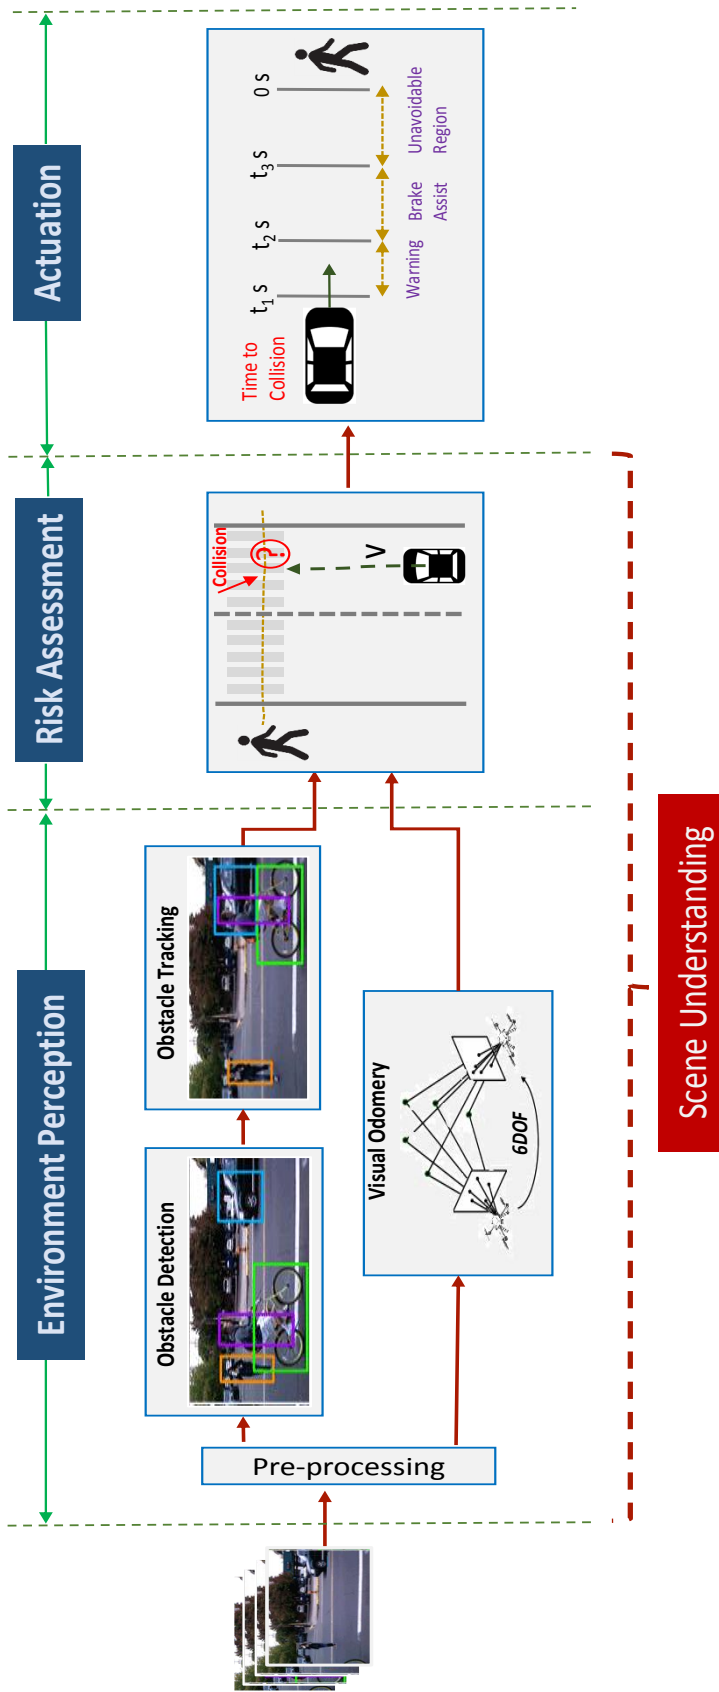 Environment Perception
Risk Assessment
Actuation
Pre-processing
Obstacle Detection
Obstacle Tracking
Visual Odomery
6DOF
Collision
?
V
Time to
Collision
t1 s
t2 s
t3 s
0 s
Warning
Brake
Assist
Unavoidable
Region
Scene Understanding